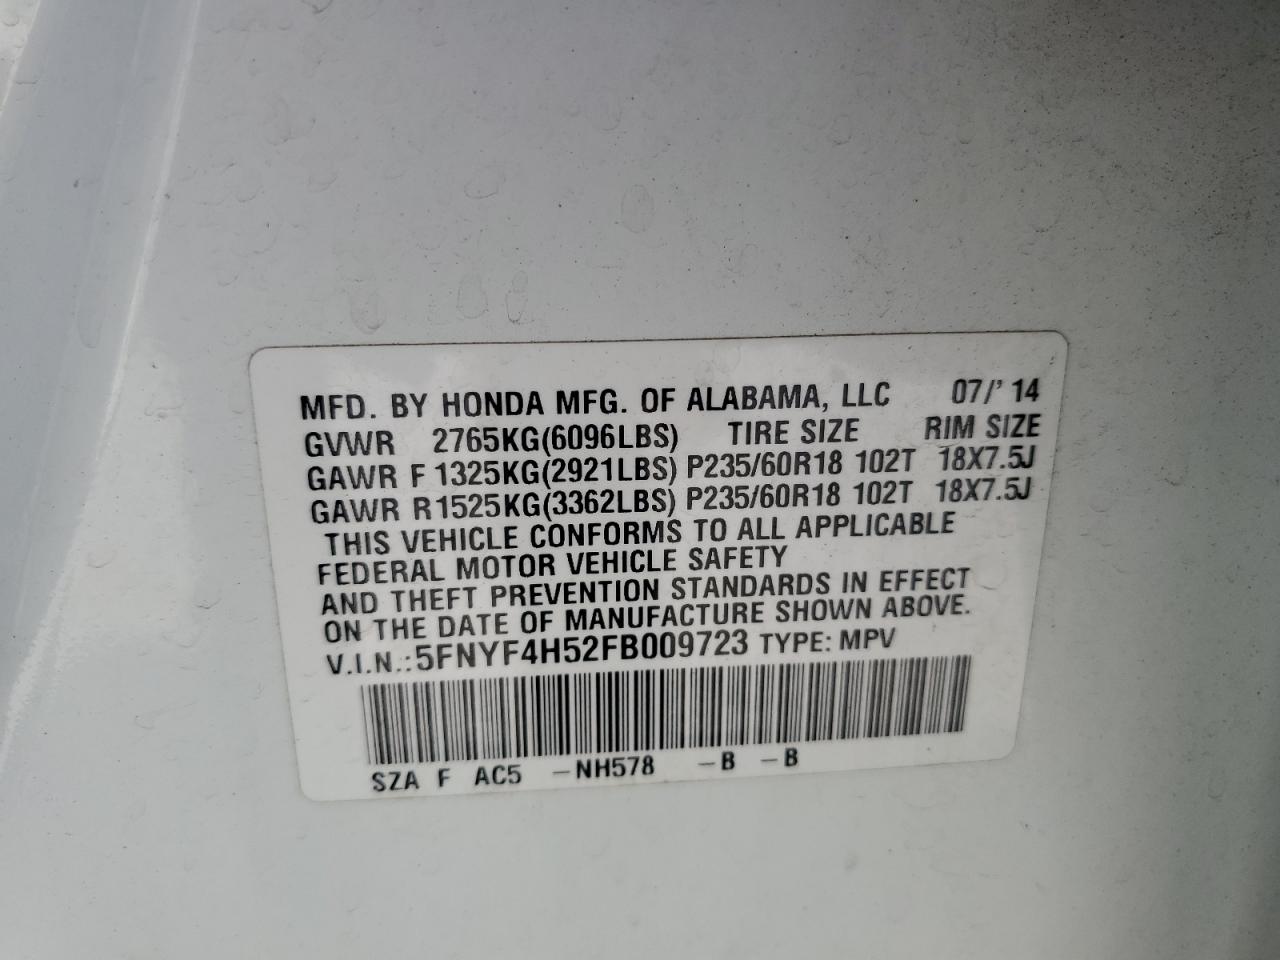 MFD. BY HONDA MFG. OF ALABAMA, LLC 07/'14
GVWR 2765KG(6096LBS) TIRE SIZE RIM SIZE
GAWR F 1325KG(2921LBS) P235/60R18 102T 18X7.5J
GAWR R 1525KG(3362LBS) P235/60R18 102T 18X7.5J
THIS VEHICLE CONFORMS TO ALL APPLICABLE
FEDERAL MOTOR VEHICLE SAFETY
AND THEFT PREVENTION STANDARDS IN EFFECT
ON THE DATE OF MANUFACTURE SHOWN ABOVE.
V.I.N.:5FNYF4H52FB009723 TYPE: MPV
SZA F AC5 -NH578 -B -B